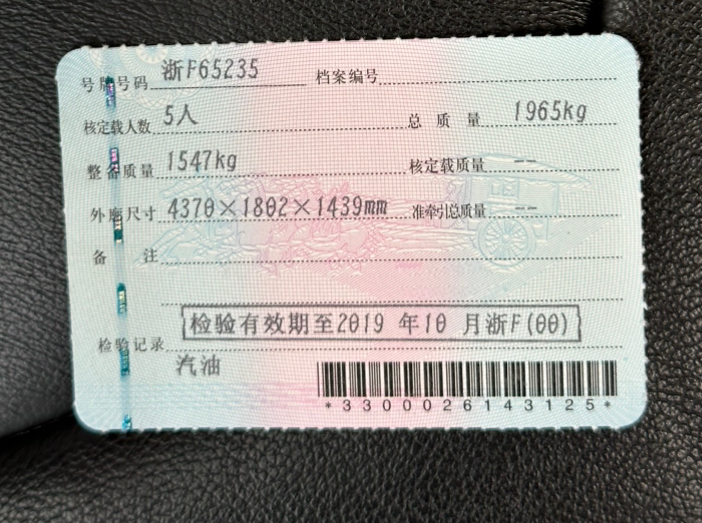 号牌号码 浙F65235 档案编号
核定载人数 5人 总质量 1965kg
整备质量 1547kg 核定载质量 --
外廓尺寸 4370×1802×1439mm 准牵引总质量 --
备注
检验有效期至2019 年10 月浙F(00)
检验记录
汽油
*3300026143125*